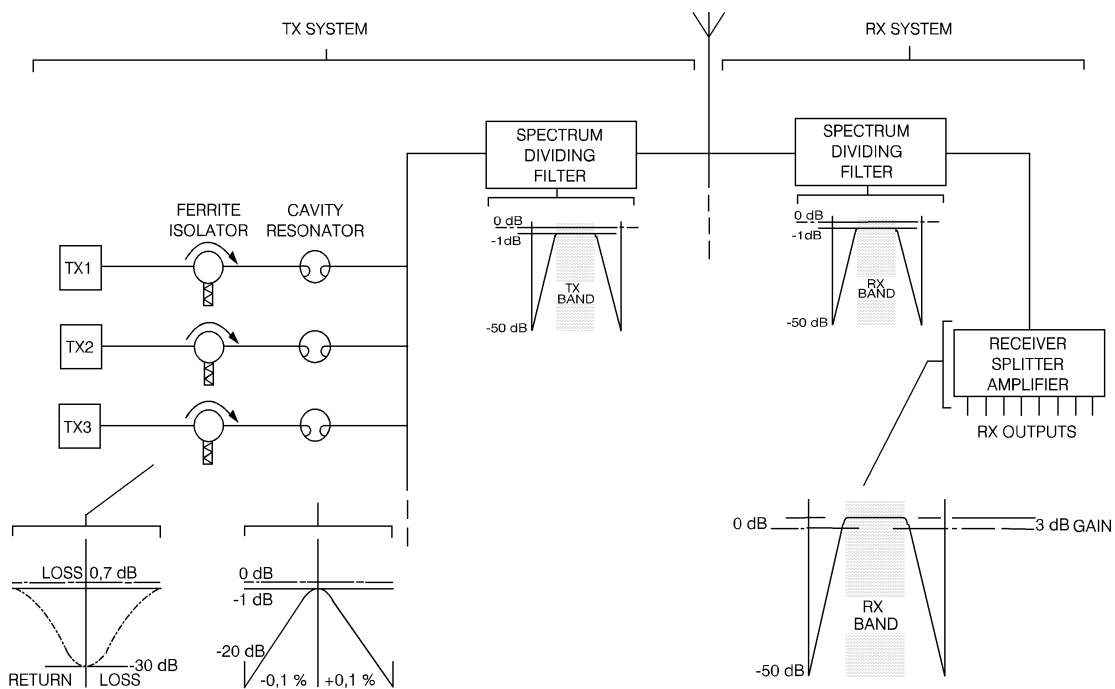 TX SYSTEM
RX SYSTEM
SPECTRUM
DIVIDING
FILTER
SPECTRUM
DIVIDING
FILTER
0 dB
-1dB
TX
BAND
-50 dB
0 dB
-1dB
RX
BAND
-50 dB
FERRITE
ISOLATOR
CAVITY
RESONATOR
TX1
TX2
TX3
RECEIVER
SPLITTER
AMPLIFIER
RX OUTPUTS
LOSS 0,7 dB
-30 dB
RETURN LOSS
0 dB
-1 dB
-20 dB
-0,1 % +0,1 %
0 dB
3 dB GAIN
RX
BAND
-50 dB